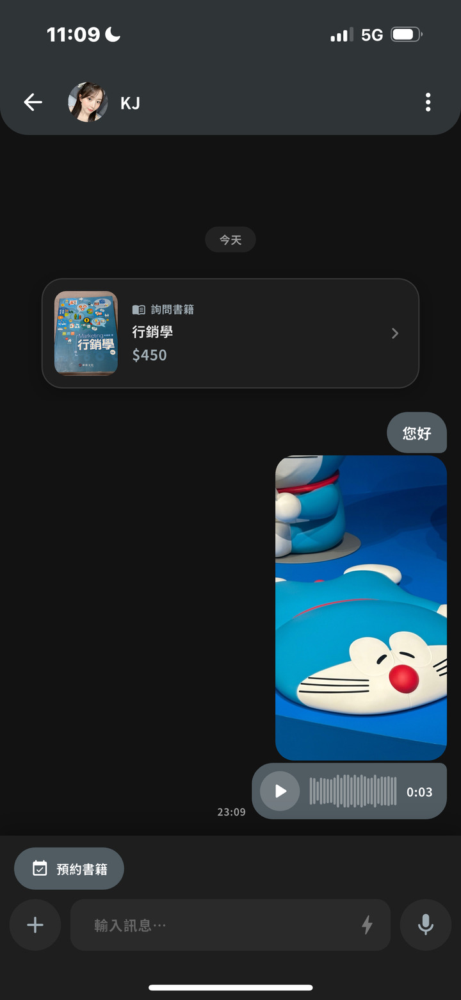 11:09
5G
KJ
今天
詢問書籍
行銷學
$450
Marketing
行銷學
您好
0:03
23:09
預約書籍
輸入訊息…